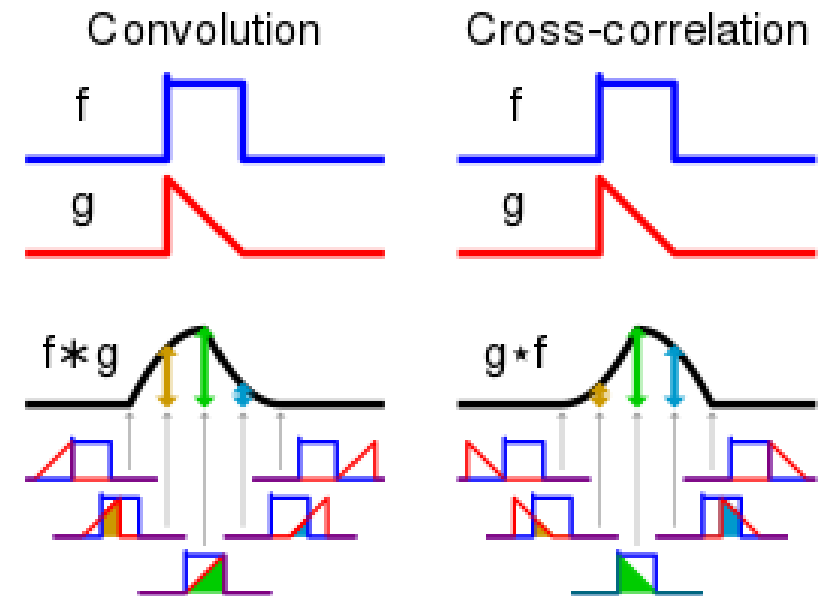 Convolution
Cross-correlation
f
f
g
g
f∗g
g⋆f